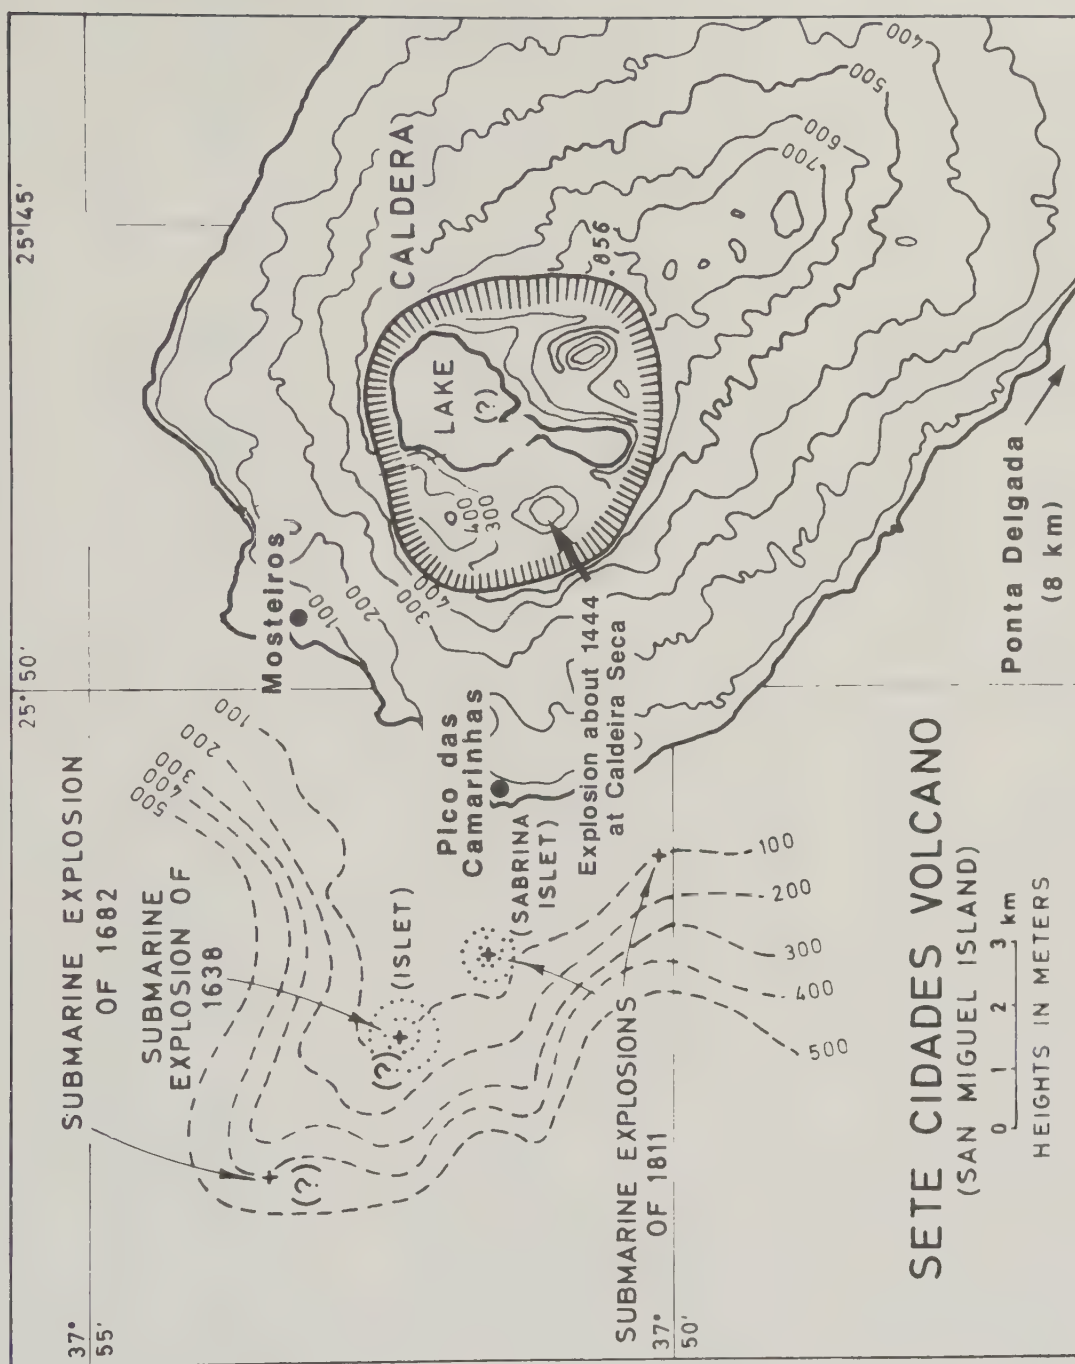 37°
55'
25° 50'
25° 45'
SUBMARINE EXPLOSION
OF 1682
SUBMARINE
EXPLOSION OF
1638
(?)
(?)
(ISLET)
500
400
300
200
100
Mosteiros
100
200
300
400
CALDERA
LAKE
(?)
400
300
.856
400
500
600
700
Pico das
Camarinhas
(SABRINA
ISLET)
Explosion about 1444
at Caldeira Seca
SUBMARINE EXPLOSIONS
OF 1811
37°
50'
100
200
300
400
500
Ponta Delgada
(8 km)
SETE CIDADES VOLCANO
(SAN MIGUEL ISLAND)
0 1 2 3
km
HEIGHTS IN METERS